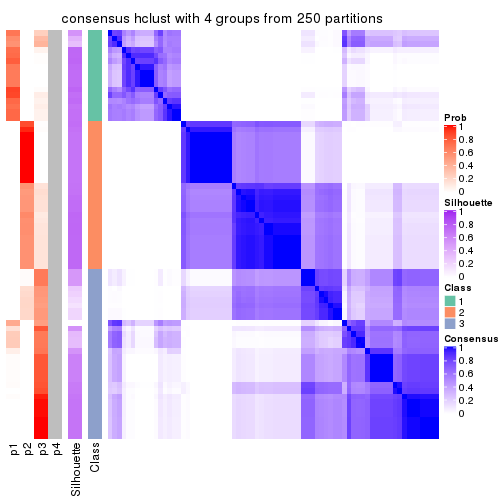 consensus hclust with 4 groups from 250 partitions
Prob
1
0.8
0.6
0.4
0.2
0
Silhouette
1
0.8
0.6
0.4
0.2
0
Class
1
2
3
Consensus
1
0.8
0.6
0.4
0.2
0
p1
p2
p3
p4
Silhouette
Class